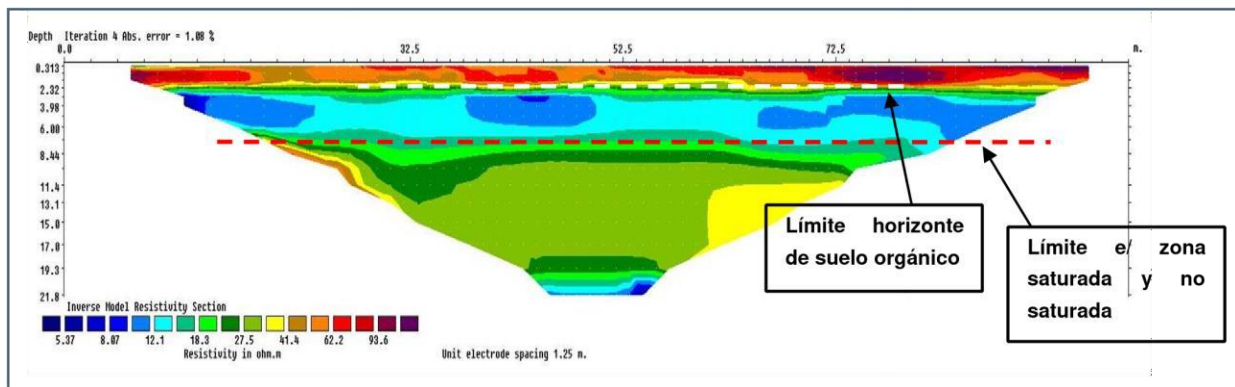 Depth Iteration 4 Abs. error = 1.08 %
0.0 32.5 52.5 72.5 m.
0.313
2.32
3.98
6.00
8.44
11.4
13.1
15.0
17.0
19.3
21.8
Límite horizonte
de suelo orgánico
Límite e/ zona
saturada y no
saturada
Inverse Model Resistivity Section
5.37 8.07 12.1 18.3 27.5 41.4 62.2 93.6
Resistivity in ohm.m Unit electrode spacing 1.25 m.